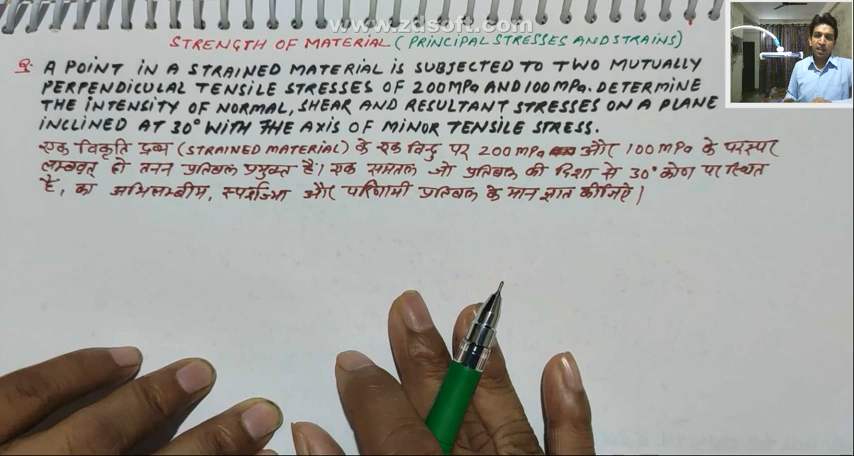 www.zdsoft.com
STRENGTH OF MATERIAL (PRINCIPAL STRESSES AND STRAINS)
Q. A POINT IN A STRAINED MATERIAL IS SUBJECTED TO TWO MUTUALLY
PERPENDICULAL TENSILE STRESSES OF 200MPa AND 100 MPa. DETERMINE
THE INTENSITY OF NORMAL, SHEAR AND RESULTANT STRESSES ON A PLANE
INCLINED AT 30° WITH THE AXIS OF MINOR TENSILE STRESS.
एक विकृति द्रव्य (STRAINED MATERIAL) के एक बिन्दु पर 200 MPa और 100 MPa के परस्पर
लम्बवत् दो तनन प्रतिबल प्रयुक्त है। एक समतल जो प्रतिबल की दिशा से 30° कोण पर स्थित
है, का अभिलम्बीय, और परिणामी प्रतिबल के मान ज्ञात कीजिए।